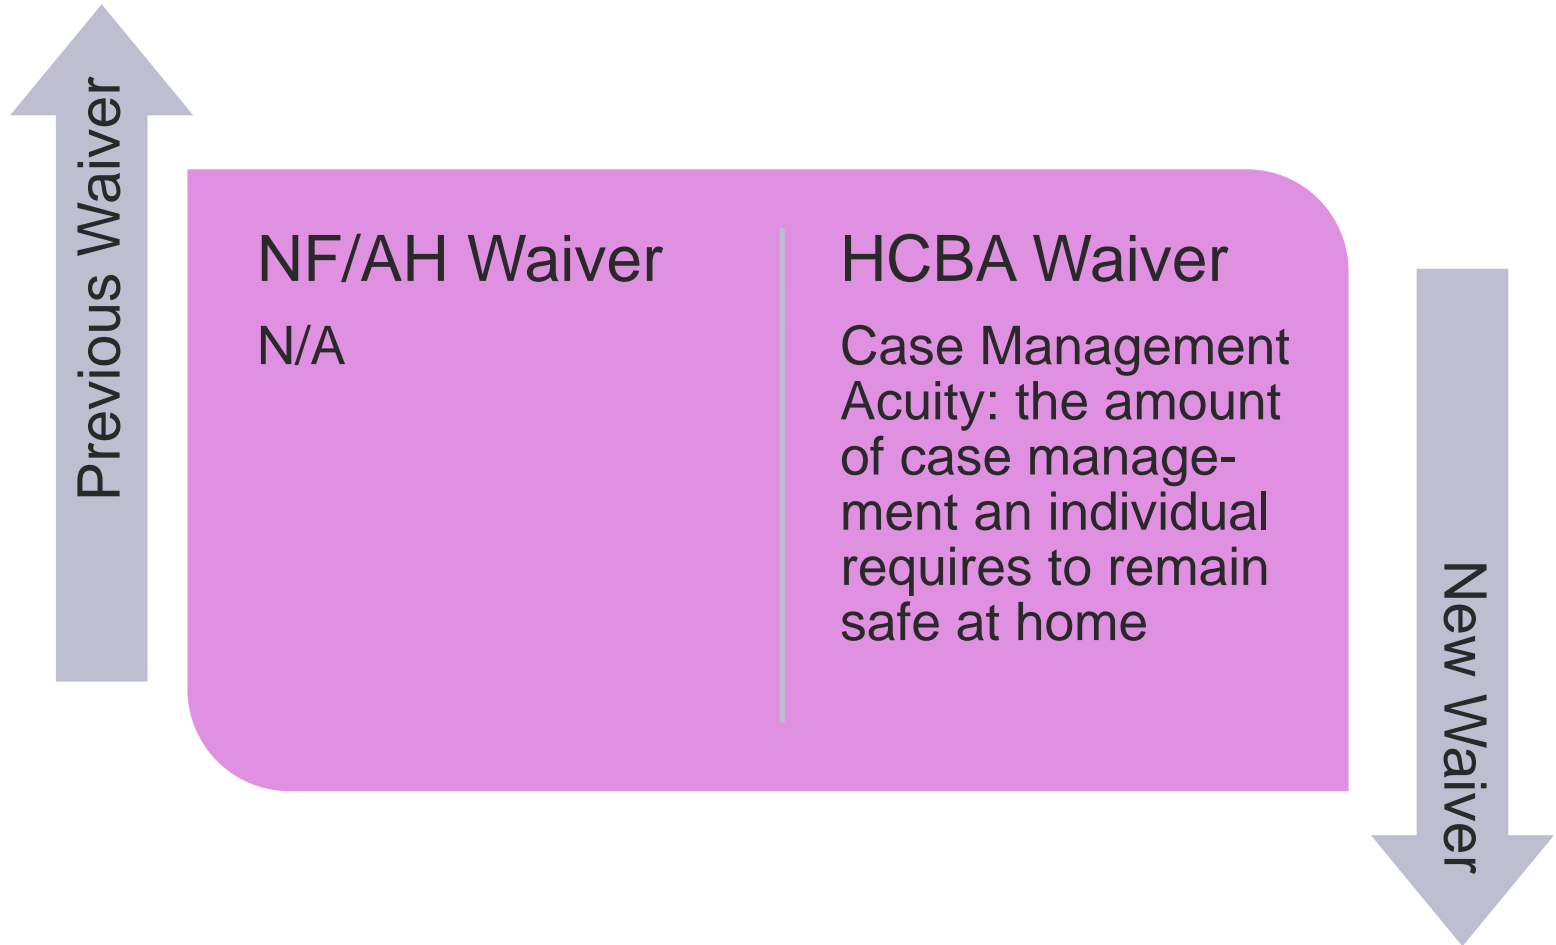 Previous Waiver
NF/AH Waiver
N/A
HCBA Waiver
Case Management
Acuity: the amount
of case manage-
ment an individual
requires to remain
safe at home
New Waiver